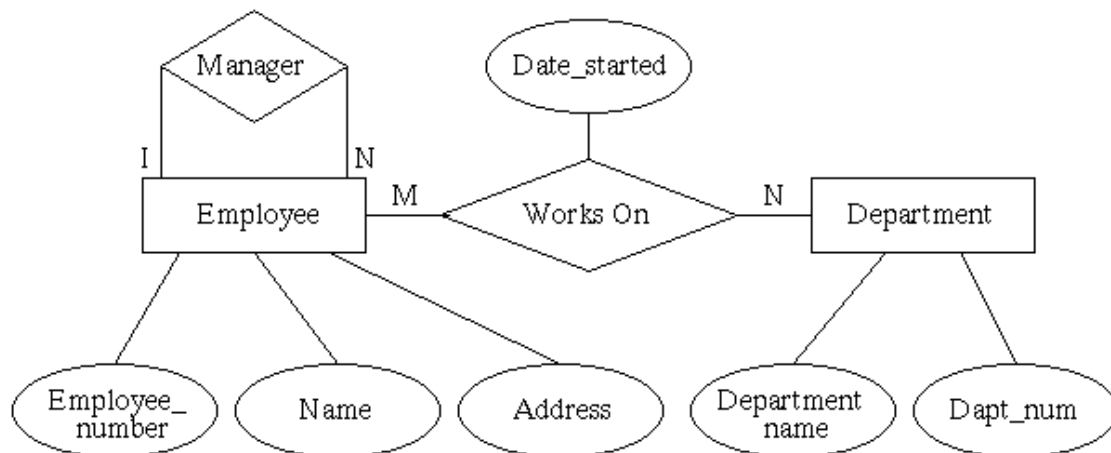 Manager
Date_started
I
N
Employee
M
Works On
N
Department
Employee_
number
Name
Address
Department
name
Dapt_num